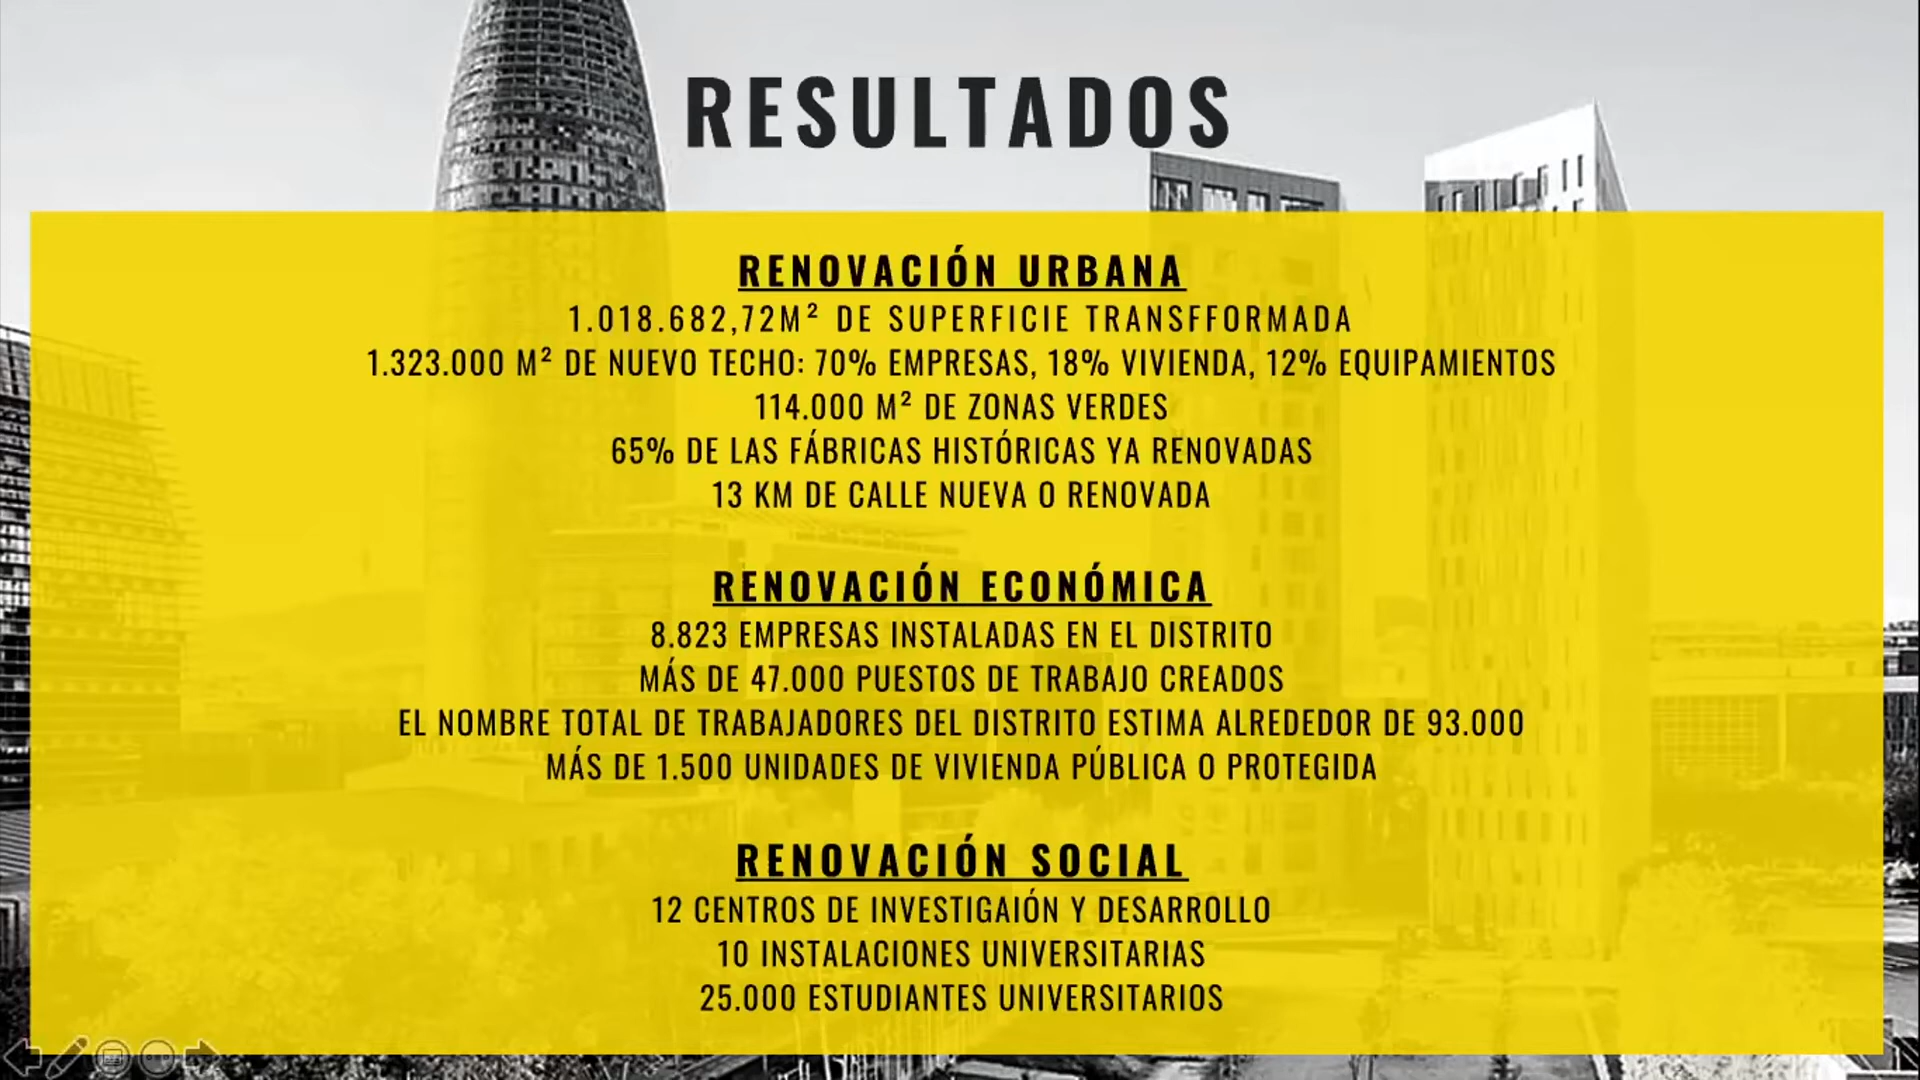 RESULTADOS
RENOVACIÓN URBANA
1.018.682,72M² DE SUPERFICIE TRANSFFORMADA
1.323.000 M² DE NUEVO TECHO: 70% EMPRESAS, 18% VIVIENDA, 12% EQUIPAMIENTOS
114.000 M² DE ZONAS VERDES
65% DE LAS FÁBRICAS HISTÓRICAS YA RENOVADAS
13 KM DE CALLE NUEVA O RENOVADA
RENOVACIÓN ECONÓMICA
8.823 EMPRESAS INSTALADAS EN EL DISTRITO
MÁS DE 47.000 PUESTOS DE TRABAJO CREADOS
EL NOMBRE TOTAL DE TRABAJADORES DEL DISTRITO ESTIMA ALREDEDOR DE 93.000
MÁS DE 1.500 UNIDADES DE VIVIENDA PÚBLICA O PROTEGIDA
RENOVACIÓN SOCIAL
12 CENTROS DE INVESTIGAIÓN Y DESARROLLO
10 INSTALACIONES UNIVERSITARIAS
25.000 ESTUDIANTES UNIVERSITARIOS